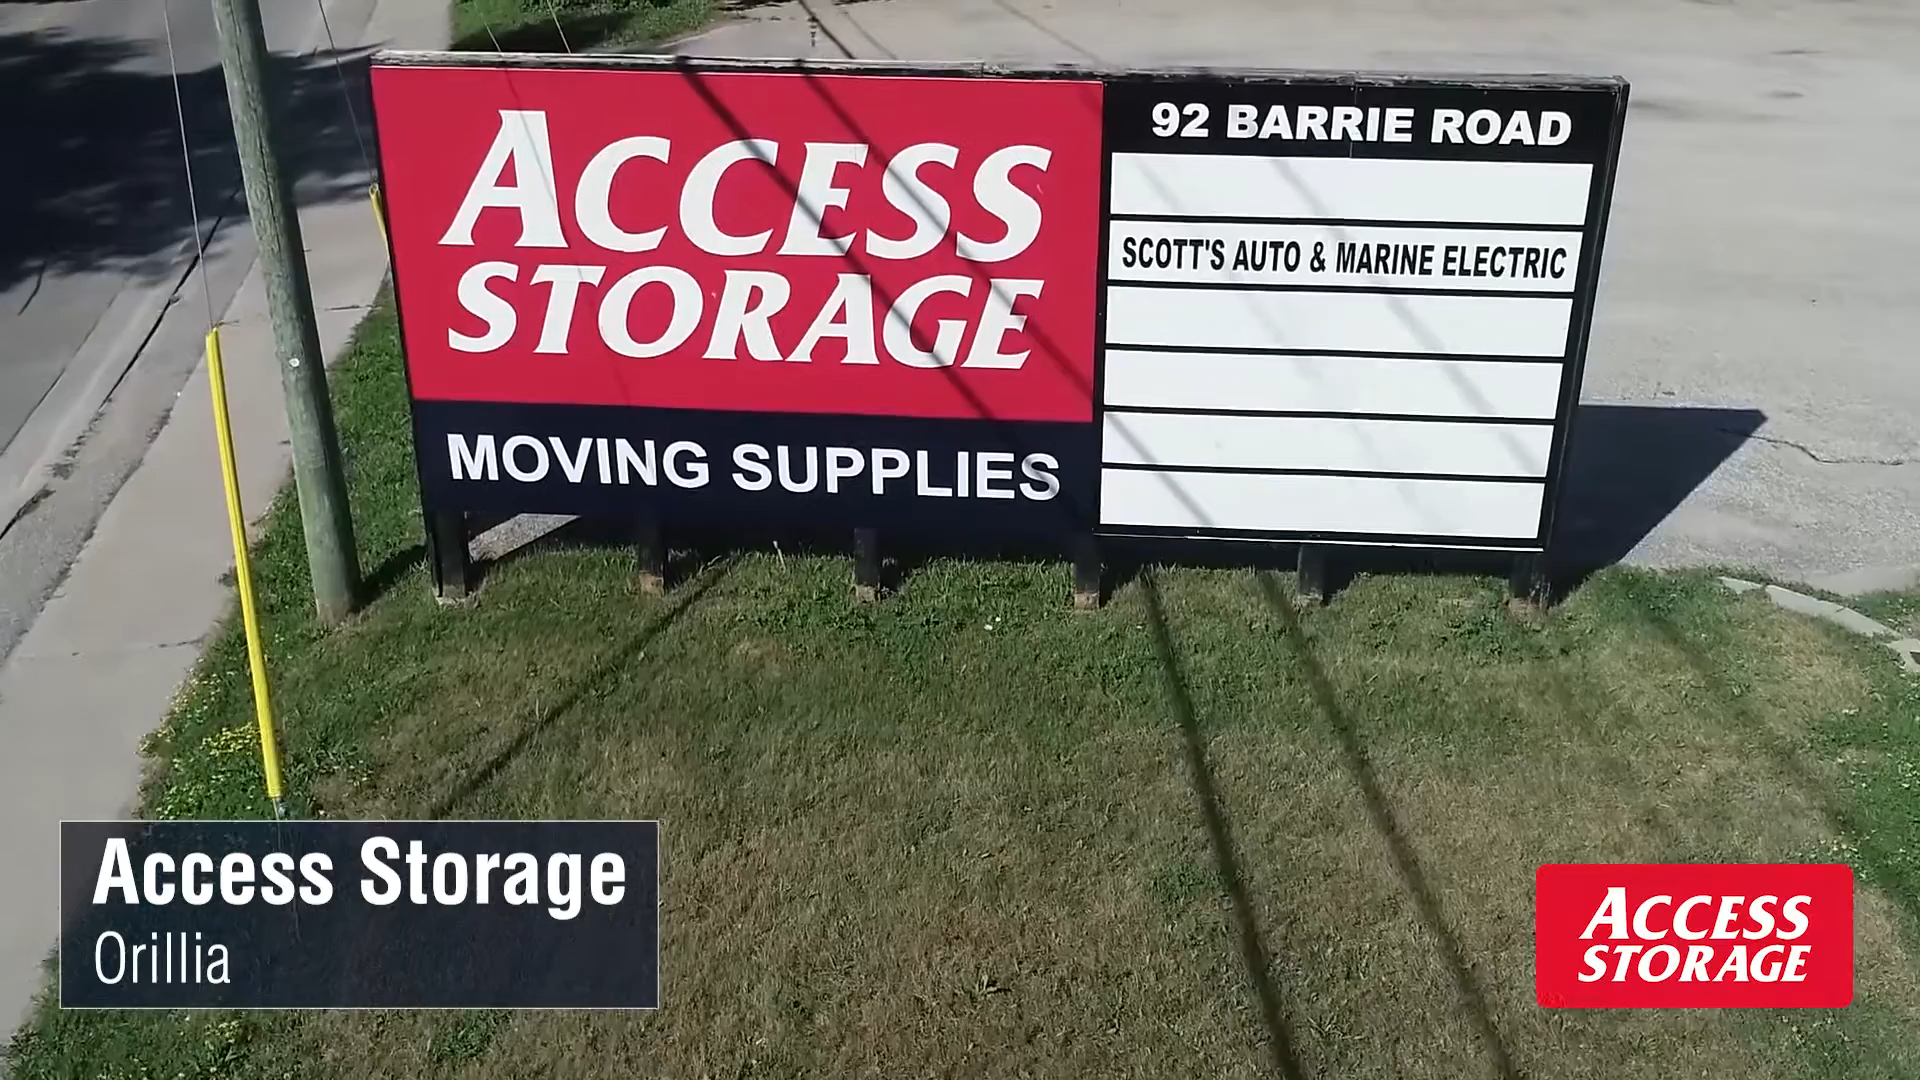 ACCESS
STORAGE
MOVING SUPPLIES
92 BARRIE ROAD
SCOTT'S AUTO & MARINE ELECTRIC
Access Storage
Orillia
ACCESS
STORAGE